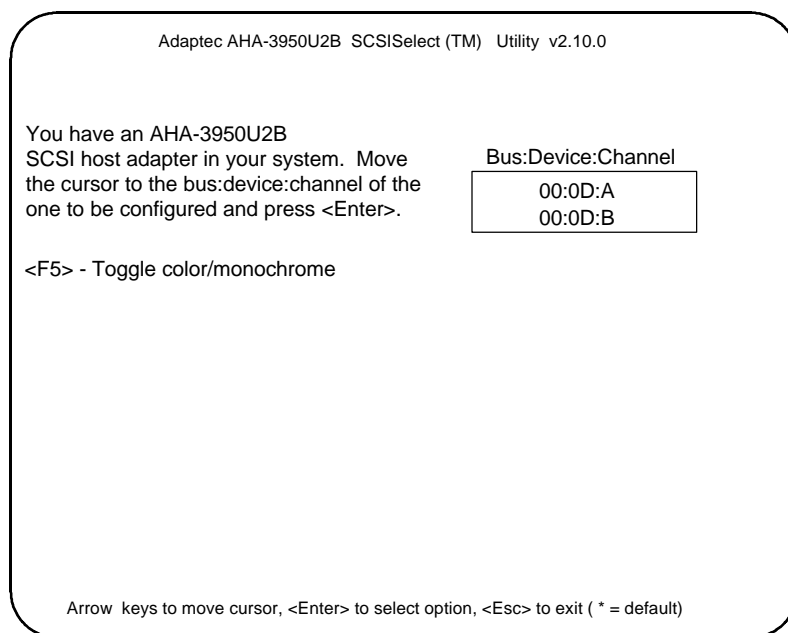 Adaptec AHA-3950U2B SCSISelect (TM) Utility v2.10.0
You have an AHA-3950U2B
SCSI host adapter in your system. Move
the cursor to the bus:device:channel of the
one to be configured and press <Enter>.
Bus:Device:Channel
00:0D:A
00:0D:B
<F5> - Toggle color/monochrome
Arrow keys to move cursor, <Enter> to select option, <Esc> to exit ( * = default)